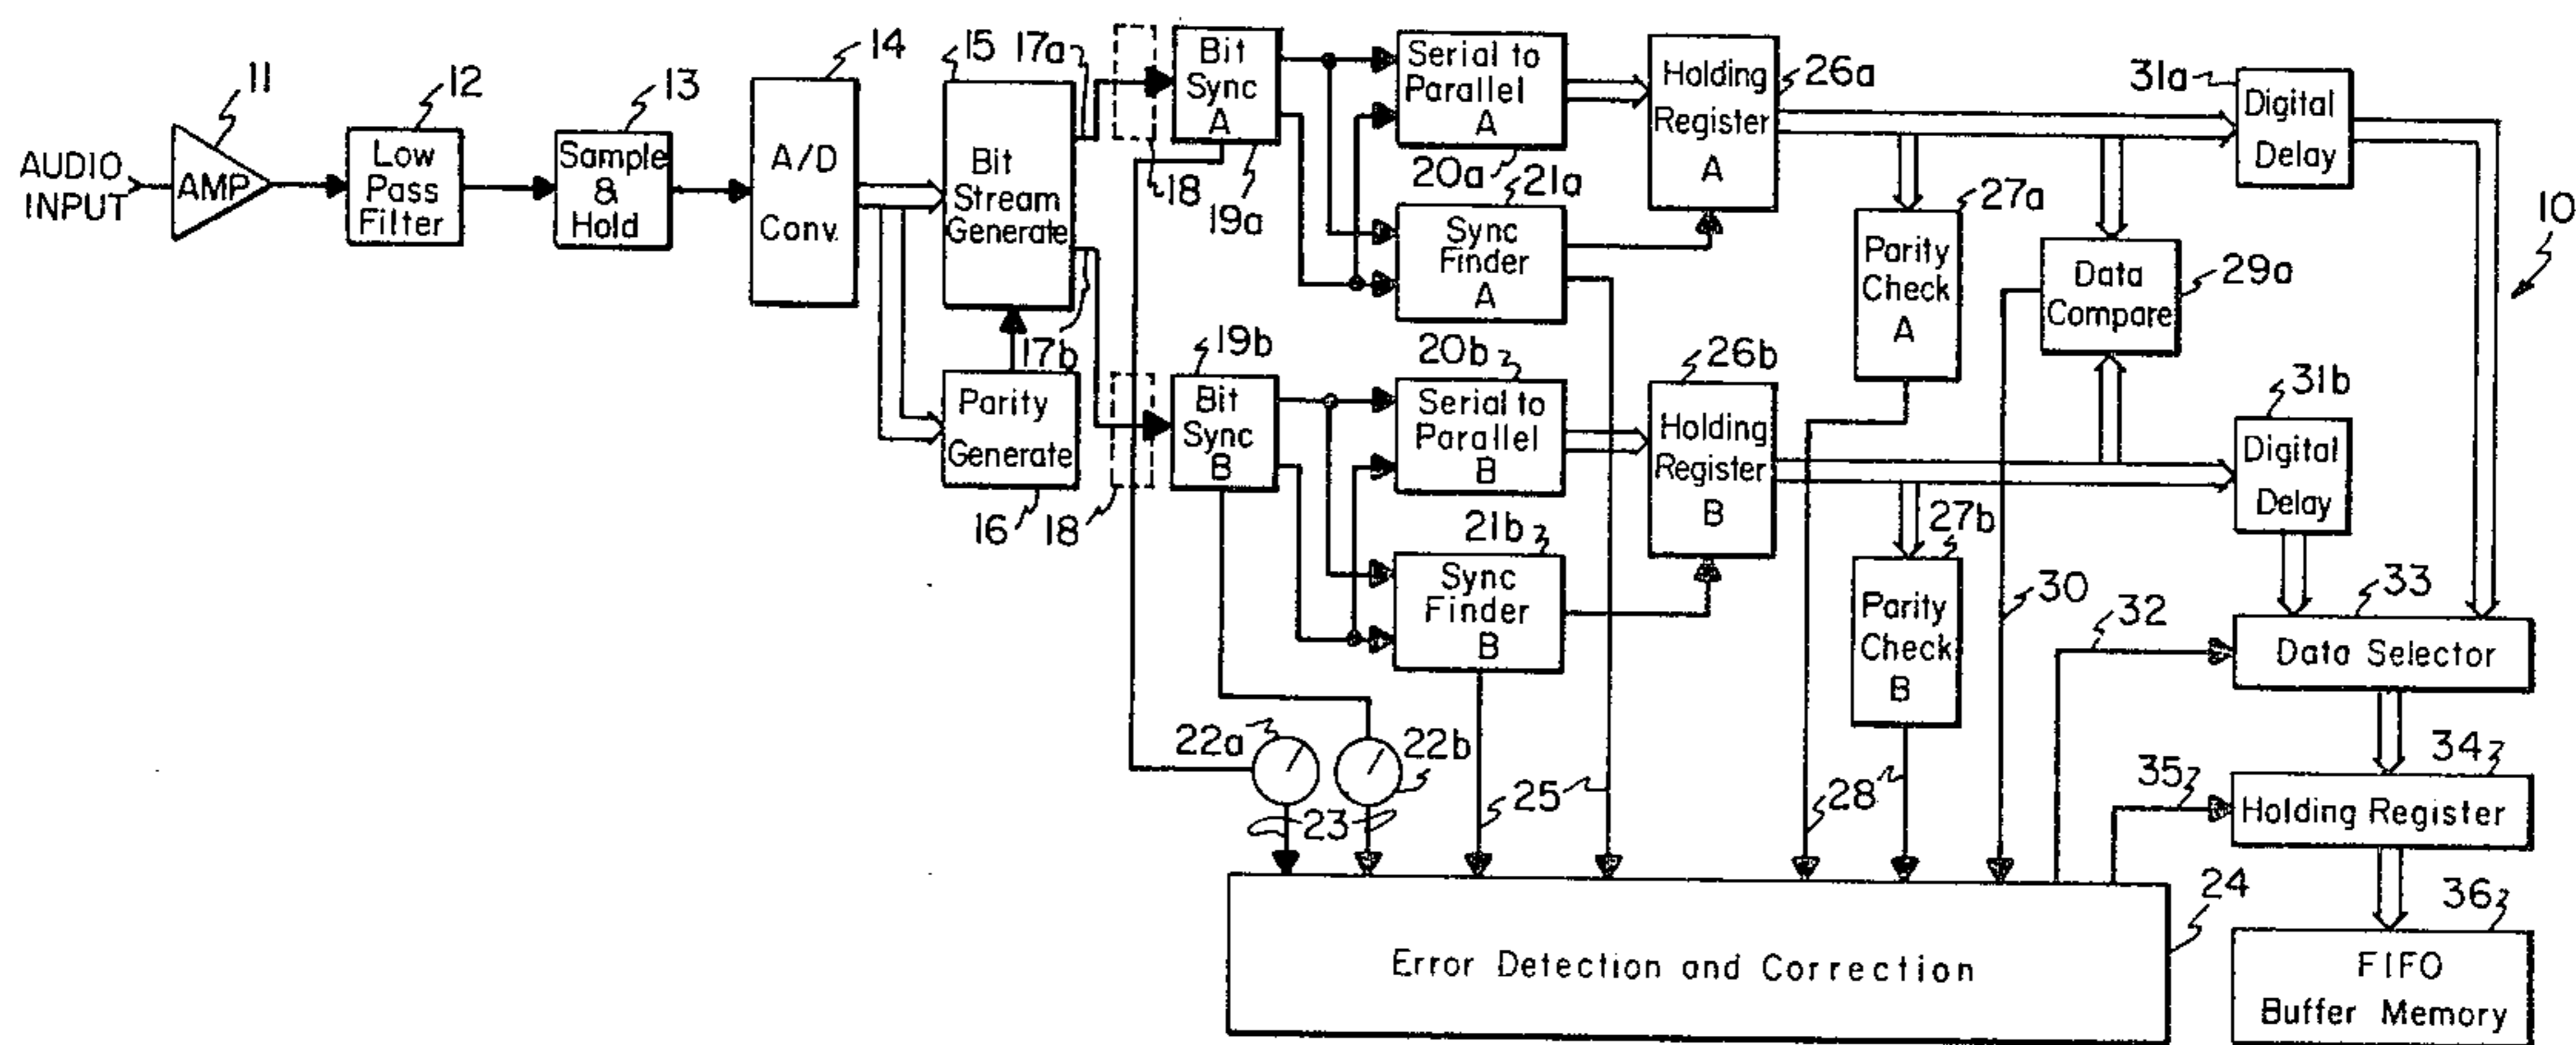 AUDIO
INPUT
11
AMP
12
Low
Pass
Filter
13
Sample
&
Hold
14
A/D
Conv.
15
Bit
Stream
Generate
16
Parity
Generate
17a
17b
18
18
Bit
Sync
A
19a
19b
Bit
Sync
B
Serial to
Parallel
A
20a
21a
Sync
Finder
A
20b
Serial to
Parallel
B
21b
Sync
Finder
B
22a
22b
23
25
Holding
Register
A
26a
26b
Holding
Register
B
27a
Parity
Check
A
27b
Parity
Check
B
28
Data
Compare
29a
30
31a
Digital
Delay
31b
Digital
Delay
10
32
33
Data Selector
34
35
Holding Register
36
FIFO
Buffer Memory
24
Error Detection and Correction